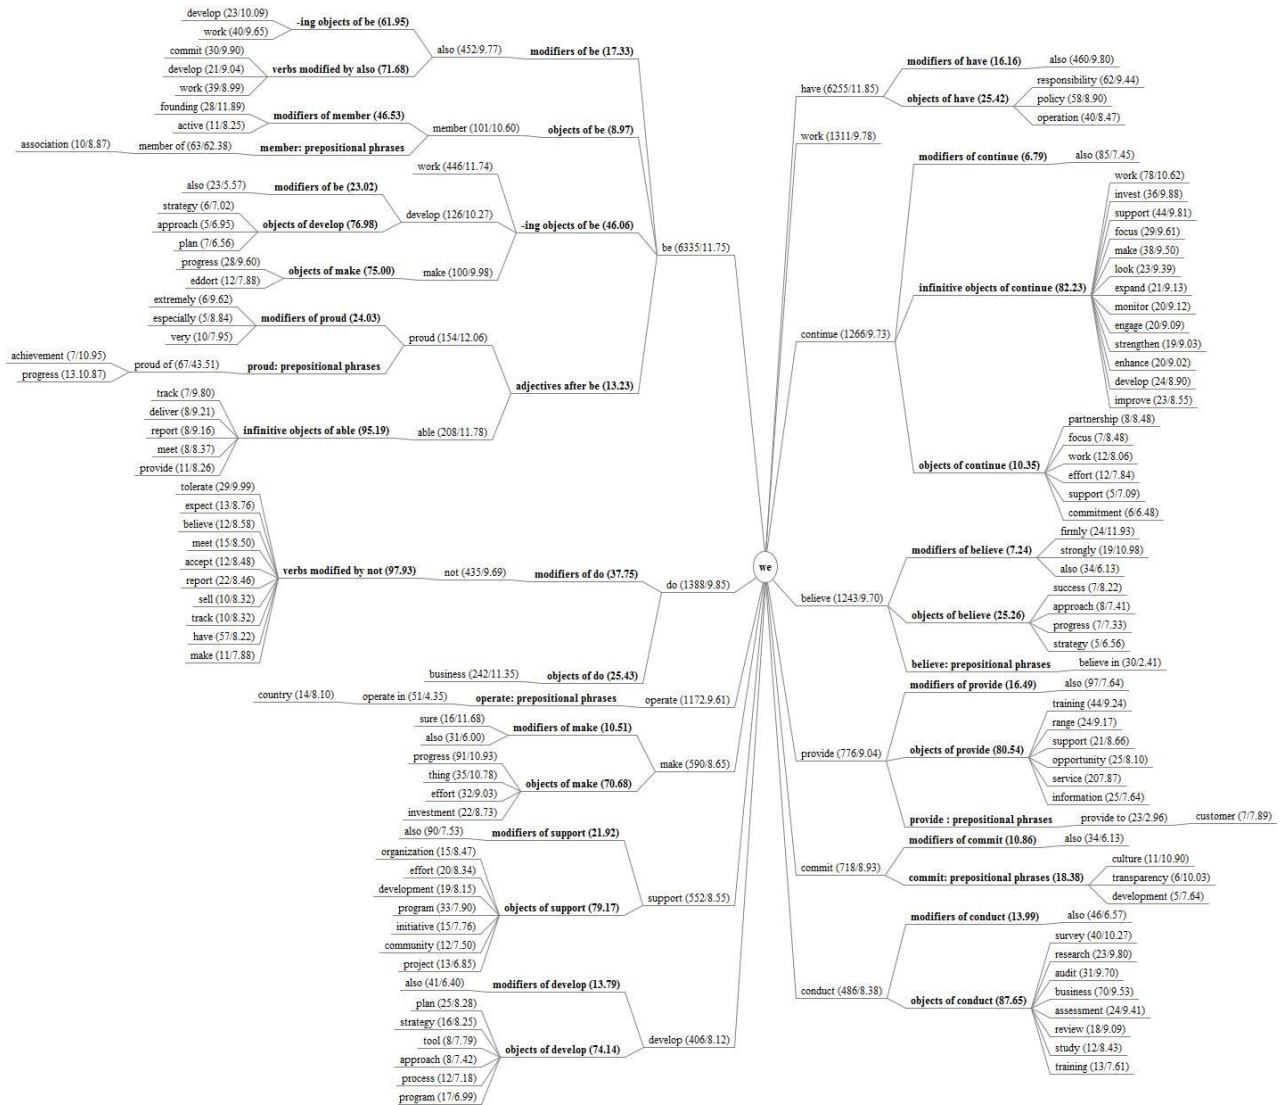 develop (23/10.09)
work (40/9.65)
-ing objects of be (61.95)
commit (30/9.90)
develop (21/9.04)
work (39/8.99)
verbs modified by also (71.68)
also (452/9.77)
modifiers of be (17.33)
founding (28/11.89)
active (11/8.25)
modifiers of member (46.53)
association (10/8.87)
member of (63/62.38)
member: prepositional phrases
member (101/10.60)
objects of be (8.97)
work (446/11.74)
also (23/5.57)
modifiers of be (23.02)
strategy (6/7.02)
approach (5/6.95)
plan (7/6.56)
objects of develop (76.98)
develop (126/10.27)
progress (28/9.60)
eddort (12/7.88)
objects of make (75.00)
make (100/9.98)
-ing objects of be (46.06)
extremely (6/9.62)
especially (5/8.84)
very (10/7.95)
modifiers of proud (24.03)
achievement (7/10.95)
progress (13.10.87)
proud of (67/43.51)
proud: prepositional phrases
proud (154/12.06)
track (7/9.80)
deliver (8/9.21)
report (8/9.16)
meet (8/8.37)
provide (11/8.26)
infinitive objects of able (95.19)
able (208/11.78)
adjectives after be (13.23)
be (6335/11.75)
tolerate (29/9.99)
expect (13/8.76)
believe (12/8.58)
meet (15/8.50)
accept (12/8.48)
report (22/8.46)
sell (10/8.32)
track (10/8.32)
have (57/8.22)
make (11/7.88)
verbs modified by not (97.93)
not (435/9.69)
modifiers of do (37.75)
business (242/11.35)
objects of do (25.43)
do (1388/9.85)
country (14/8.10)
operate in (51/4.35)
operate: prepositional phrases
operate (1172.9.61)
sure (16/11.68)
also (31/6.00)
modifiers of make (10.51)
progress (91/10.93)
thing (35/10.78)
effort (32/9.03)
investment (22/8.73)
objects of make (70.68)
make (590/8.65)
also (90/7.53)
modifiers of support (21.92)
organization (15/8.47)
effort (20/8.34)
development (19/8.15)
program (33/7.90)
initiative (15/7.76)
community (12/7.50)
project (13/6.85)
objects of support (79.17)
support (552/8.55)
also (41/6.40)
modifiers of develop (13.79)
plan (25/8.28)
strategy (16/8.25)
tool (8/7.79)
approach (8/7.42)
process (12/7.18)
program (17/6.99)
objects of develop (74.14)
develop (406/8.12)
we
have (6255/11.85)
modifiers of have (16.16)
also (460/9.80)
objects of have (25.42)
responsibility (62/9.44)
policy (58/8.90)
operation (40/8.47)
work (1311/9.78)
continue (1266/9.73)
modifiers of continue (6.79)
also (85/7.45)
infinitive objects of continue (82.23)
work (78/10.62)
invest (36/9.88)
support (44/9.81)
focus (29/9.61)
make (38/9.50)
look (23/9.39)
expand (21/9.13)
monitor (20/9.12)
engage (20/9.09)
strengthen (19/9.03)
enhance (20/9.02)
develop (24/8.90)
improve (23/8.55)
objects of continue (10.35)
partnership (8/8.48)
focus (7/8.48)
work (12/8.06)
effort (12/7.84)
support (5/7.09)
commitment (6/6.48)
believe (1243/9.70)
modifiers of believe (7.24)
firmly (24/11.93)
strongly (19/10.98)
also (34/6.13)
objects of believe (25.26)
success (7/8.22)
approach (8/7.41)
progress (7/7.33)
strategy (5/6.56)
believe: prepositional phrases
believe in (30/2.41)
provide (776/9.04)
modifiers of provide (16.49)
also (97/7.64)
objects of provide (80.54)
training (44/9.24)
range (24/9.17)
support (21/8.66)
opportunity (25/8.10)
service (207.87)
information (25/7.64)
provide : prepositional phrases
provide to (23/2.96)
customer (7/7.89)
commit (718/8.93)
modifiers of commit (10.86)
also (34/6.13)
commit: prepositional phrases (18.38)
culture (11/10.90)
transparency (6/10.03)
development (5/7.64)
conduct (486/8.38)
modifiers of conduct (13.99)
also (46/6.57)
objects of conduct (87.65)
survey (40/10.27)
research (23/9.80)
audit (31/9.70)
business (70/9.53)
assessment (24/9.41)
review (18/9.09)
study (12/8.43)
training (13/7.61)